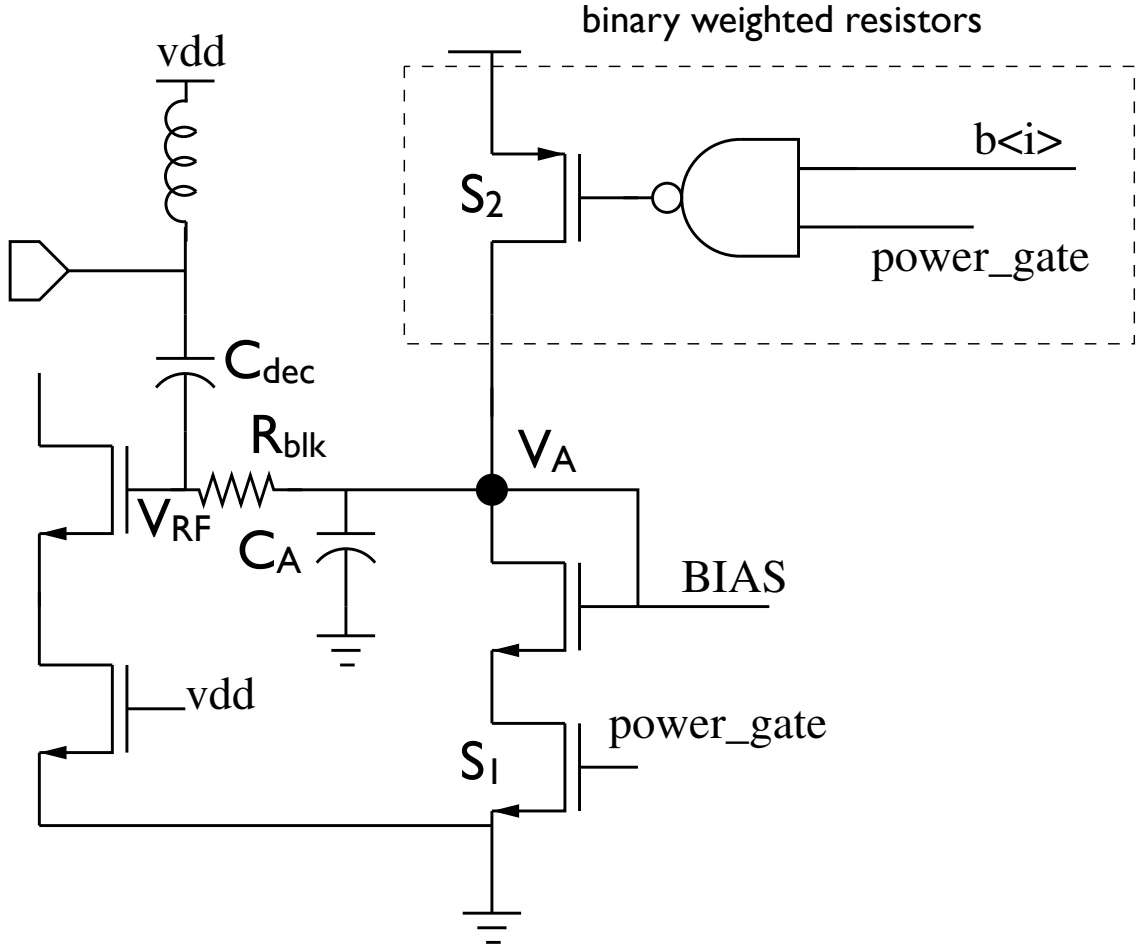 binary weighted resistors
vdd
b<i>
S2
power_gate
Cdec
Rblk
VA
VRF
CA
BIAS
vdd
power_gate
S1